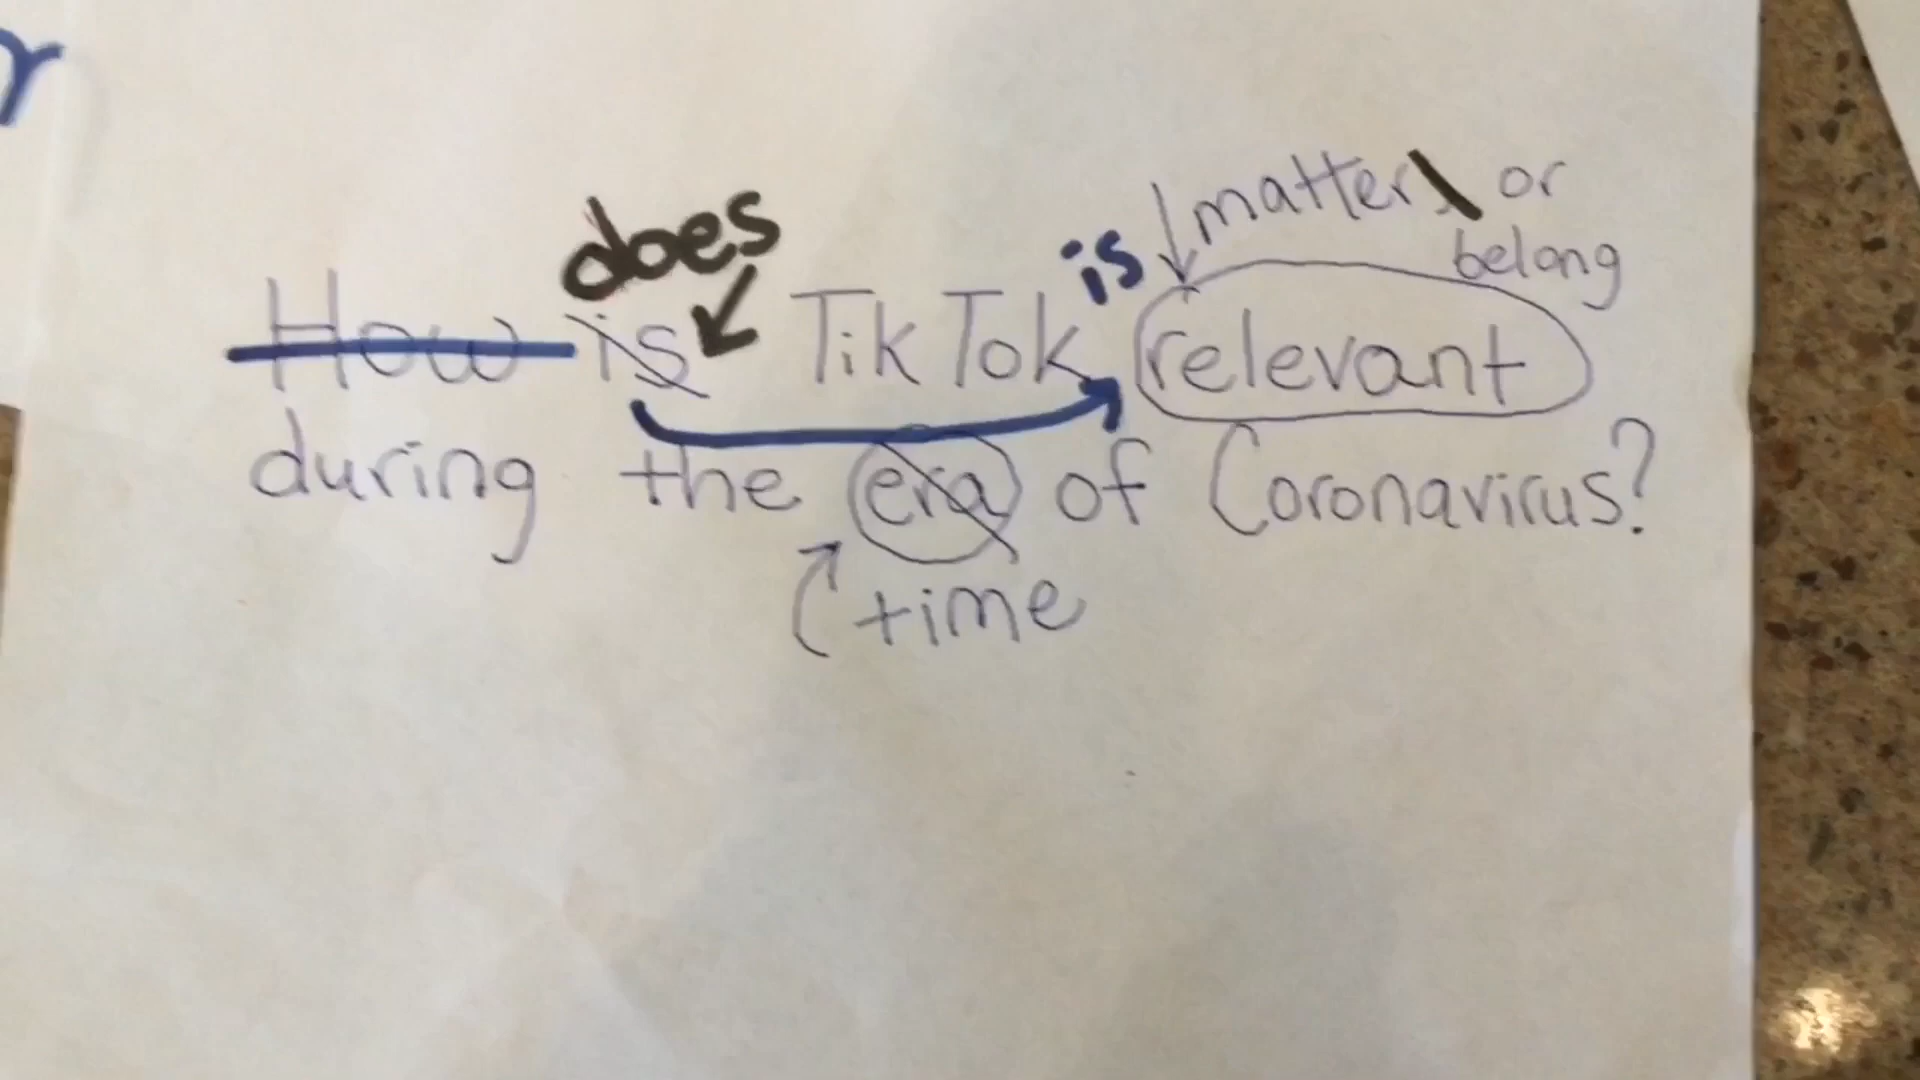 matter or
belong
does
is
How is TikTok relevant
during the era of Coronavirus?
time